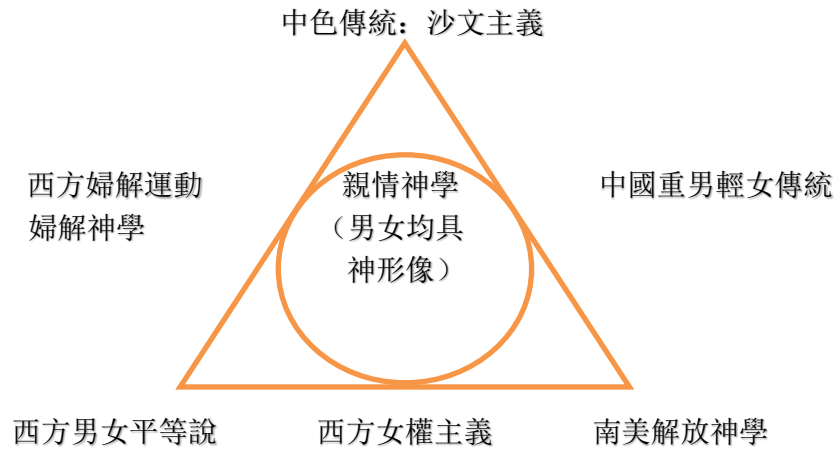 中色傳統：沙文主義
西方婦解運動
婦解神學
親情神學
（男女均具
神形像）
中國重男輕女傳統
西方男女平等說
西方女權主義
南美解放神學